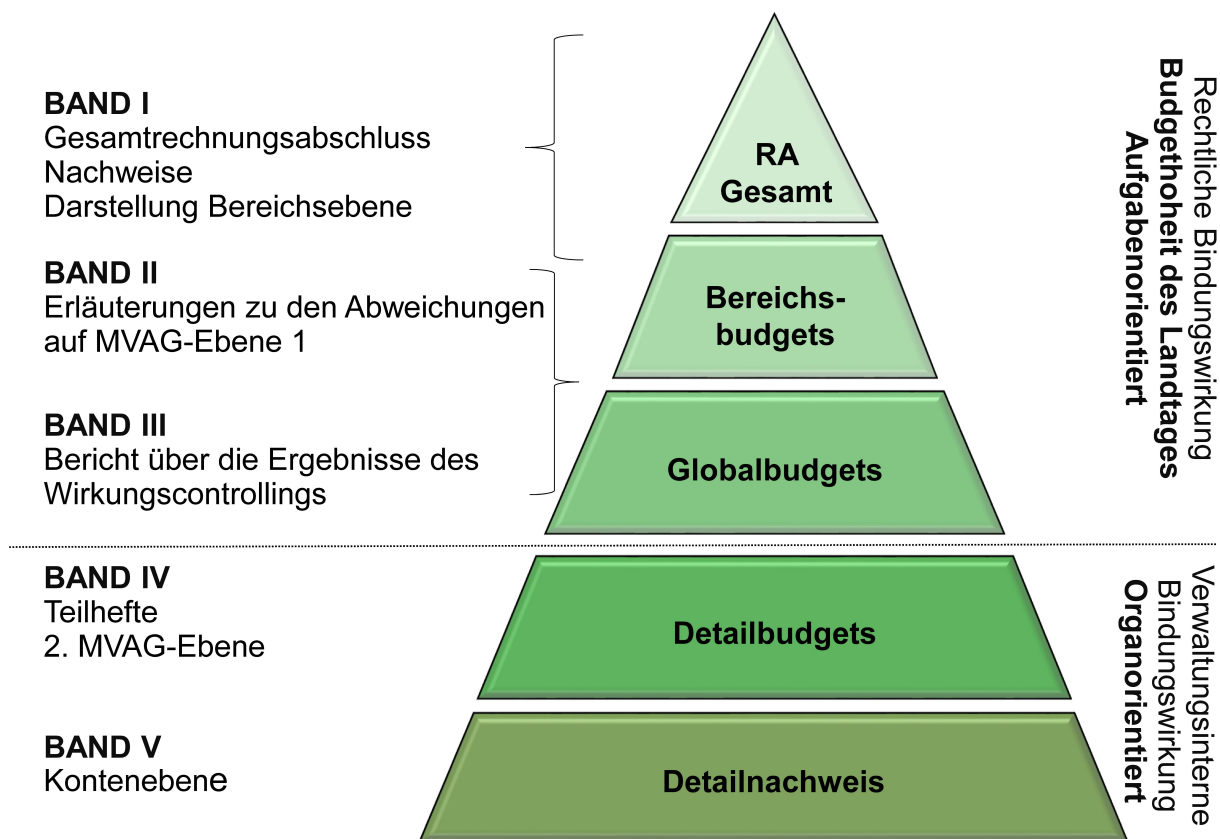 BAND I
Gesamtrechnungsabschluss
Nachweise
Darstellung Bereichsebene
BAND II
Erläuterungen zu den Abweichungen
auf MVAG-Ebene 1
BAND III
Bericht über die Ergebnisse des
Wirkungscontrollings
BAND IV
Teilhefte
2. MVAG-Ebene
BAND V
Kontenebene
RA
Gesamt
Bereichs-
budgets
Globalbudgets
Detailbudgets
Detailnachweis
Rechtliche Bindungswirkung
Budgethoheit des Landtages
Aufgabenorientiert
Verwaltungsinterne
Bindungswirkung
Organorientiert